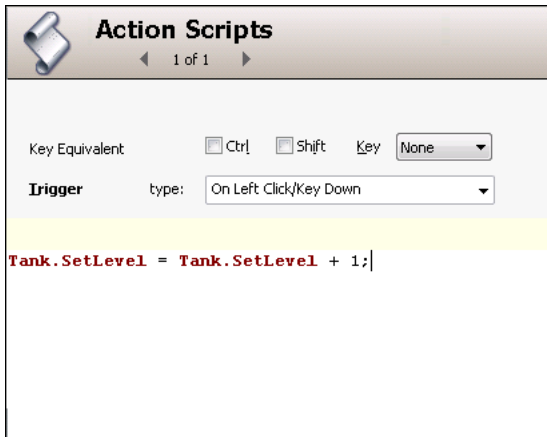 Action Scripts
1 of 1
Key Equivalent Ctrl Shift Key None
Trigger type: On Left Click/Key Down
Tank.SetLevel = Tank.SetLevel + 1;